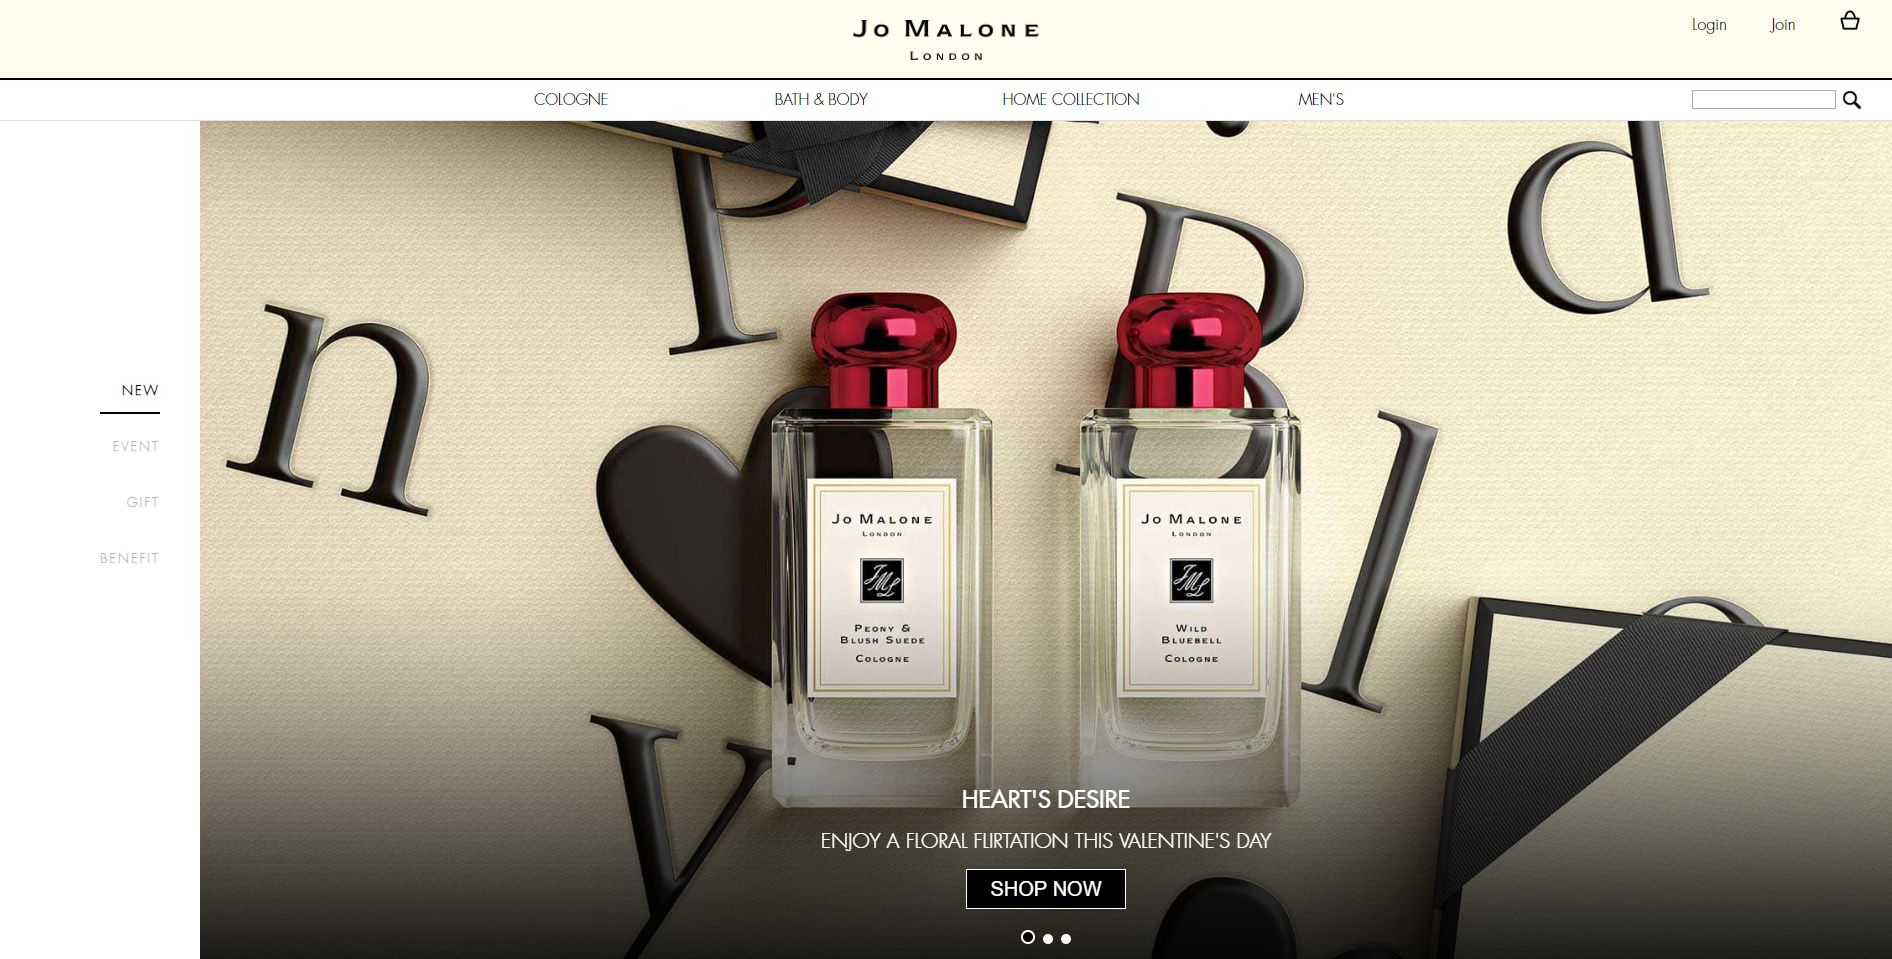 JO MALONE
LONDON
Login
Join
COLOGNE
BATH & BODY
HOME COLLECTION
MEN'S
NEW
EVENT
GIFT
BENEFIT
n
P
B
d
l
y
JO MALONE
LONDON
JML
PEONY &
BLUSH SUEDE
COLOGNE
JO MALONE
LONDON
JML
WILD
BLUEBELL
COLOGNE
HEART'S DESIRE
ENJOY A FLORAL FLIRTATION THIS VALENTINE'S DAY
SHOP NOW